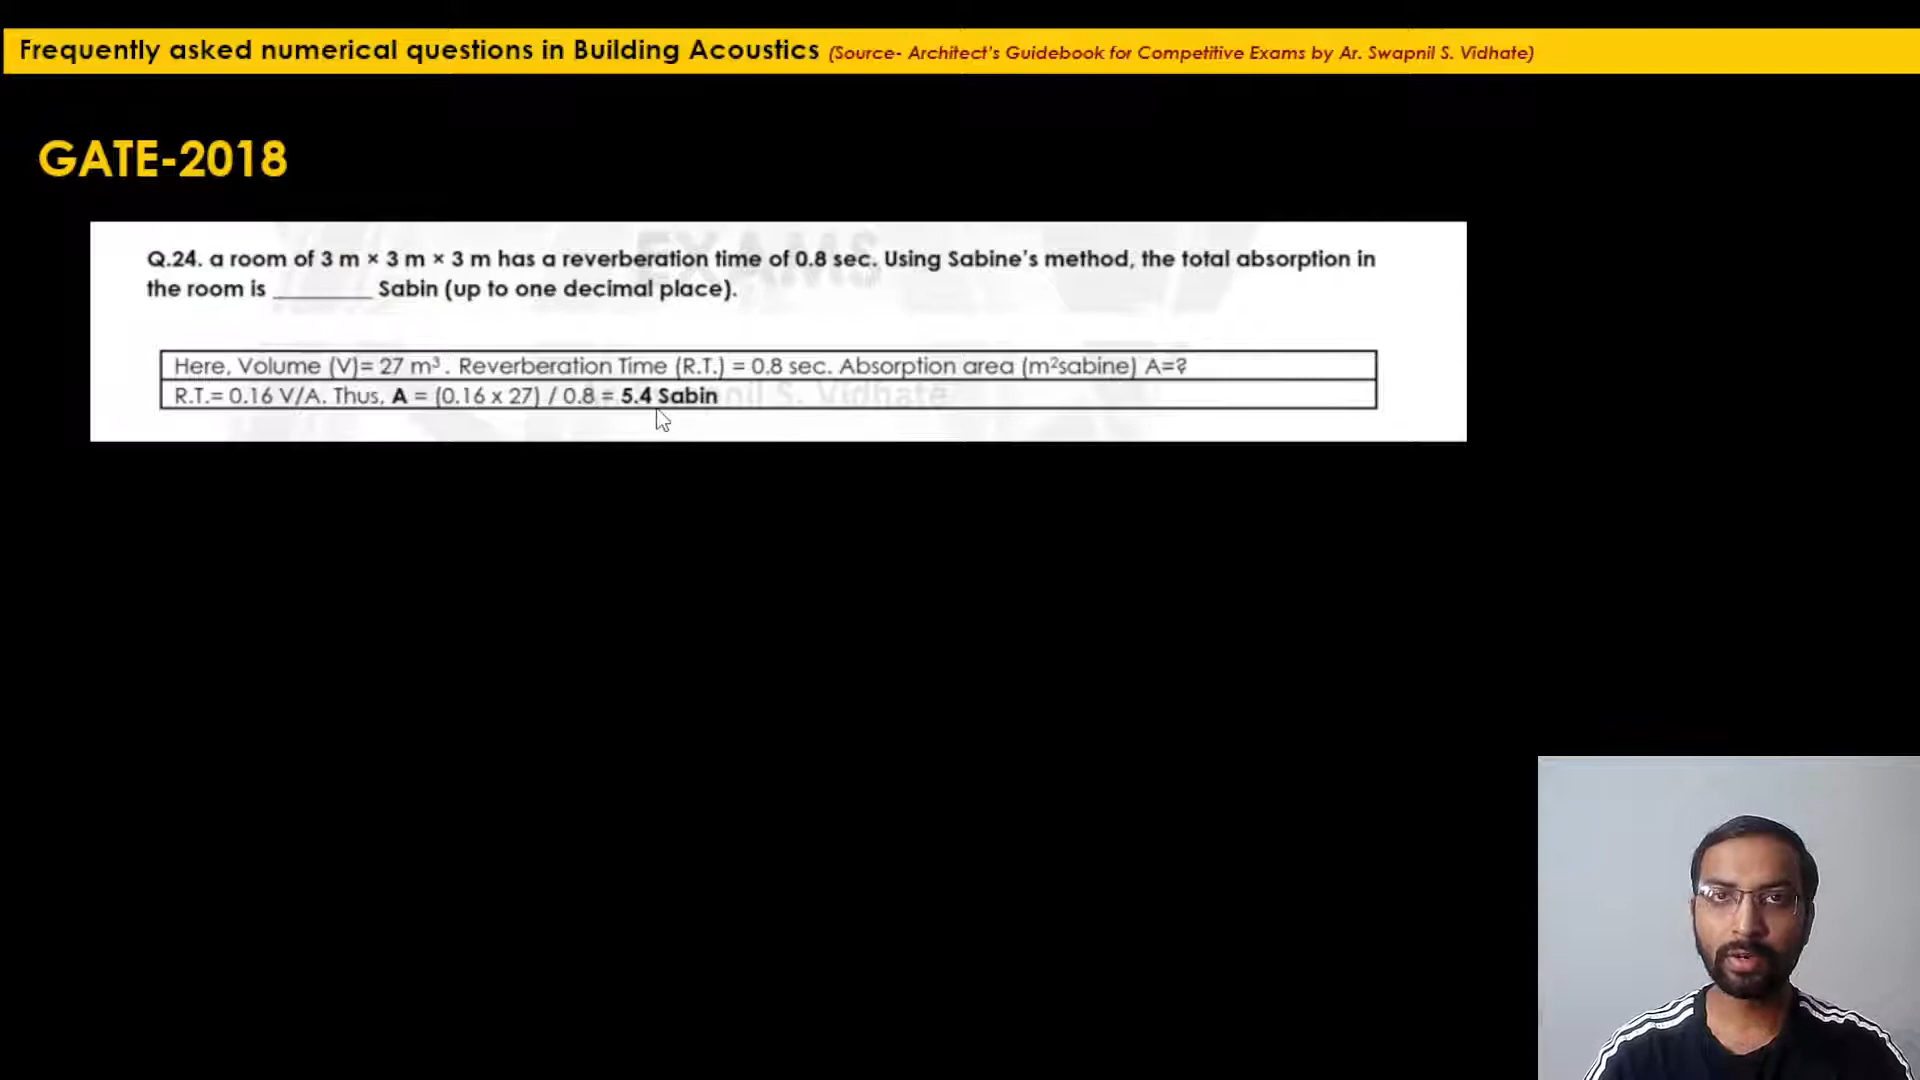 Frequently asked numerical questions in Building Acoustics (Source- Architect's Guidebook for Competitive Exams by Ar. Swapnil S. Vidhate)
GATE-2018
EXAMS
Q.24. a room of 3 m × 3 m × 3 m has a reverberation time of 0.8 sec. Using Sabine's method, the total absorption in
the room is ________ Sabin (up to one decimal place).
Here, Volume (V)= 27 m³ . Reverberation Time (R.T.) = 0.8 sec. Absorption area (m²sabine) A=?
R.T.= 0.16 V/A. Thus, A = (0.16 x 27) / 0.8 = 5.4 Sabin
S. Vidhate